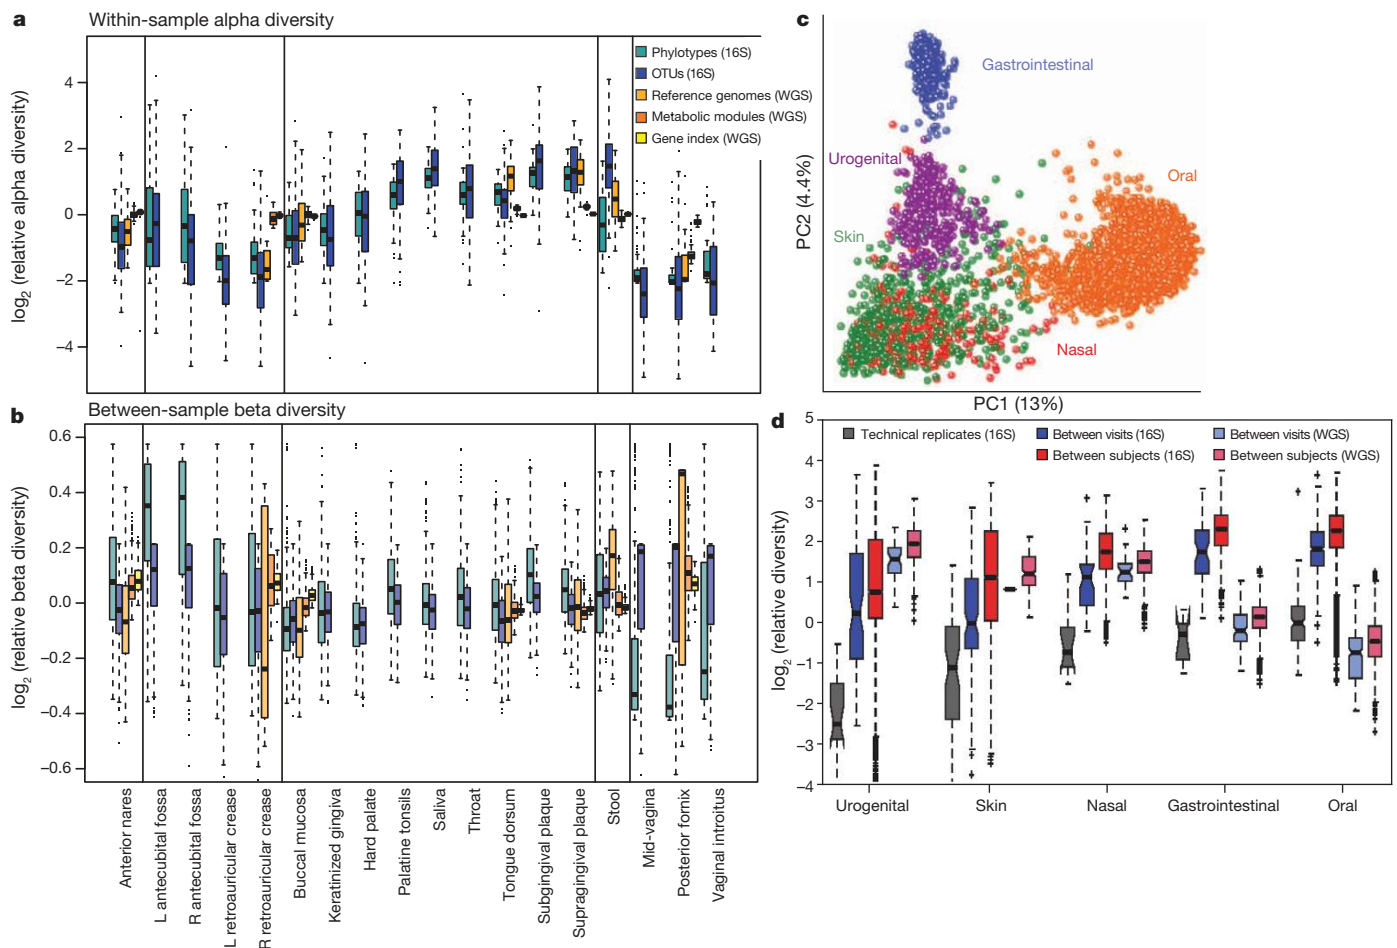 a Within-sample alpha diversity
log2 (relative alpha diversity)
4
2
0
−2
−4
Phylotypes (16S)
OTUs (16S)
Reference genomes (WGS)
Metabolic modules (WGS)
Gene index (WGS)
b Between-sample beta diversity
log2 (relative beta diversity)
0.6
0.4
0.2
0.0
−0.2
−0.4
−0.6
Anterior nares
L antecubital fossa
R antecubital fossa
L retroauricular crease
R retroauricular crease
Buccal mucosa
Keratinized gingiva
Hard palate
Palatine tonsils
Saliva
Throat
Tongue dorsum
Subgingival plaque
Supragingival plaque
Stool
Mid-vagina
Posterior fornix
Vaginal introitus
c
PC2 (4.4%)
Gastrointestinal
Urogenital
Oral
Skin
Nasal
PC1 (13%)
d
log2 (relative diversity)
5
4
3
2
1
0
−1
−2
−3
−4
Technical replicates (16S)
Between visits (16S)
Between visits (WGS)
Between subjects (16S)
Between subjects (WGS)
Urogenital
Skin
Nasal
Gastrointestinal
Oral